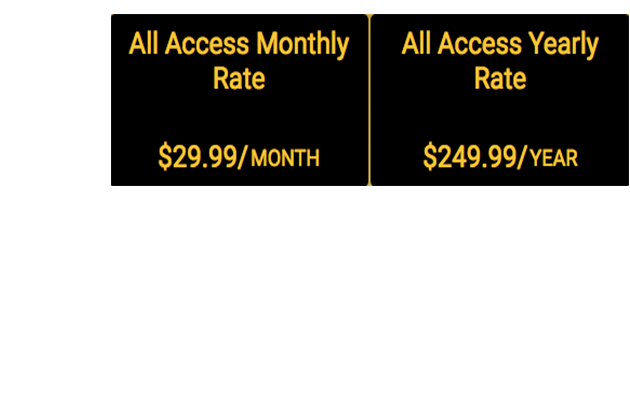 All Access Monthly
Rate
$29.99/MONTH
All Access Yearly
Rate
$249.99/YEAR